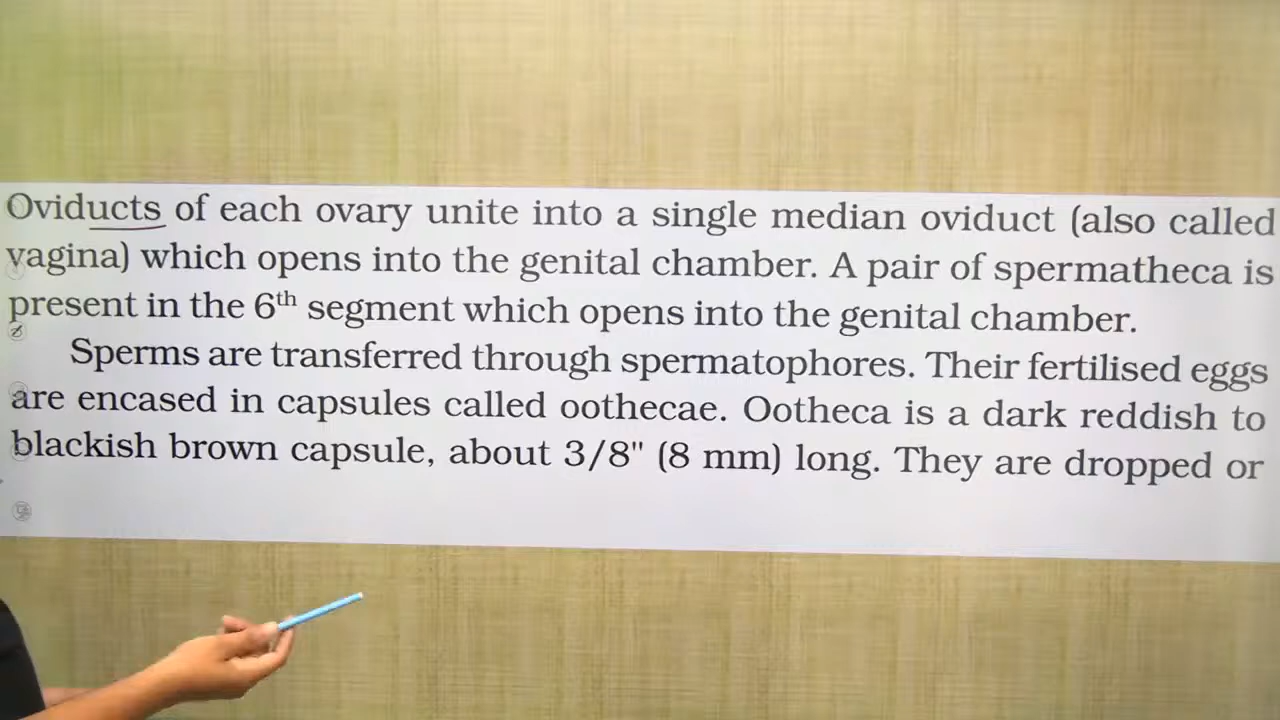 Oviducts of each ovary unite into a single median oviduct (also called
vagina) which opens into the genital chamber. A pair of spermatheca is
present in the 6th segment which opens into the genital chamber.
Sperms are transferred through spermatophores. Their fertilised eggs
are encased in capsules called oothecae. Ootheca is a dark reddish to
blackish brown capsule, about 3/8" (8 mm) long. They are dropped or